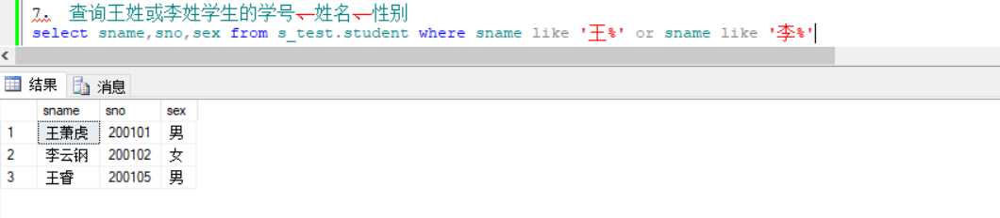 7. 查询王姓或李姓学生的学号、姓名、性别
select sname,sno,sex from s_test.student where sname like '王%' or sname like '李%'
结果 消息
sname sno sex
1 王萧虎 200101 男
2 李云钢 200102 女
3 王睿 200105 男